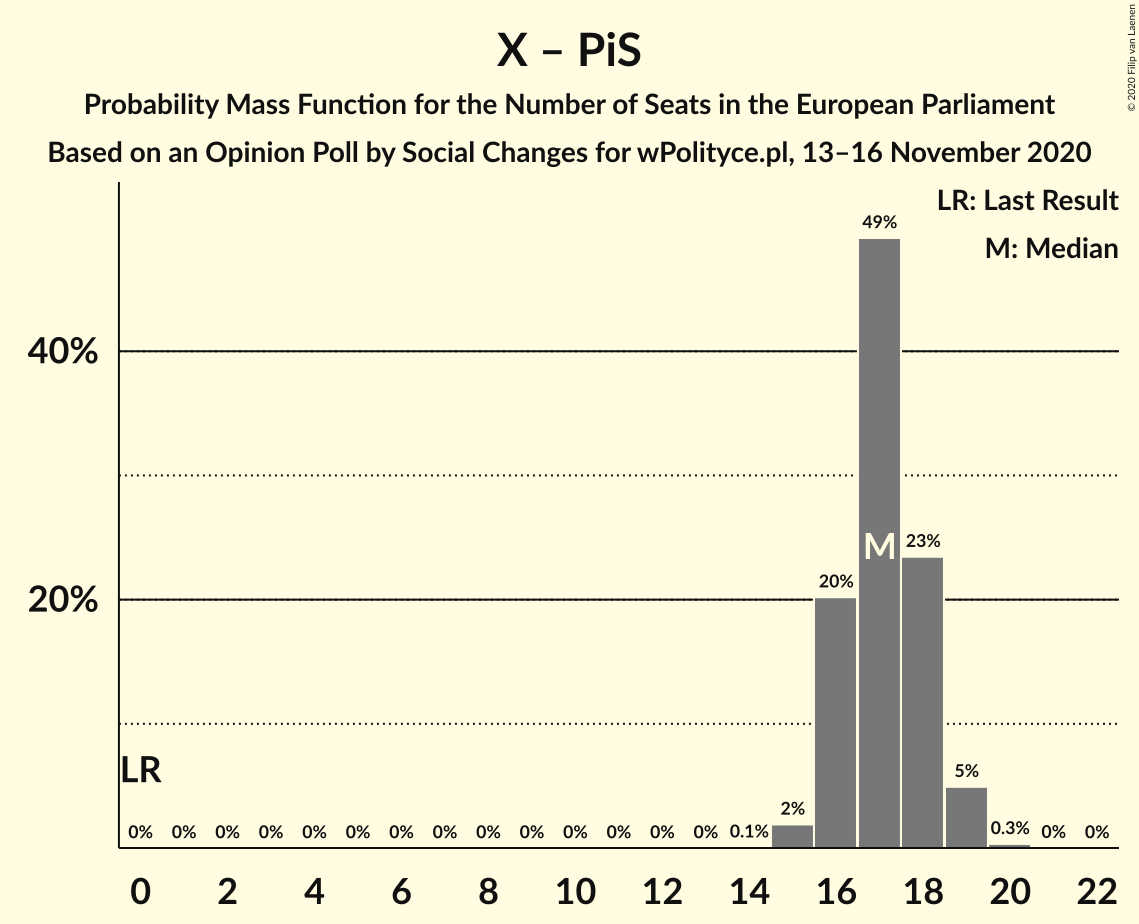 X – PiS
Probability Mass Function for the Number of Seats in the European Parliament
Based on an Opinion Poll by Social Changes for wPolityce.pl, 13–16 November 2020
© 2020 Filip van Laenen
LR: Last Result
M: Median
40%
20%
LR
M
0% 0% 0% 0% 0% 0% 0% 0% 0% 0% 0% 0% 0% 0% 0.1% 2% 20% 49% 23% 5% 0.3% 0% 0%
0 2 4 6 8 10 12 14 16 18 20 22